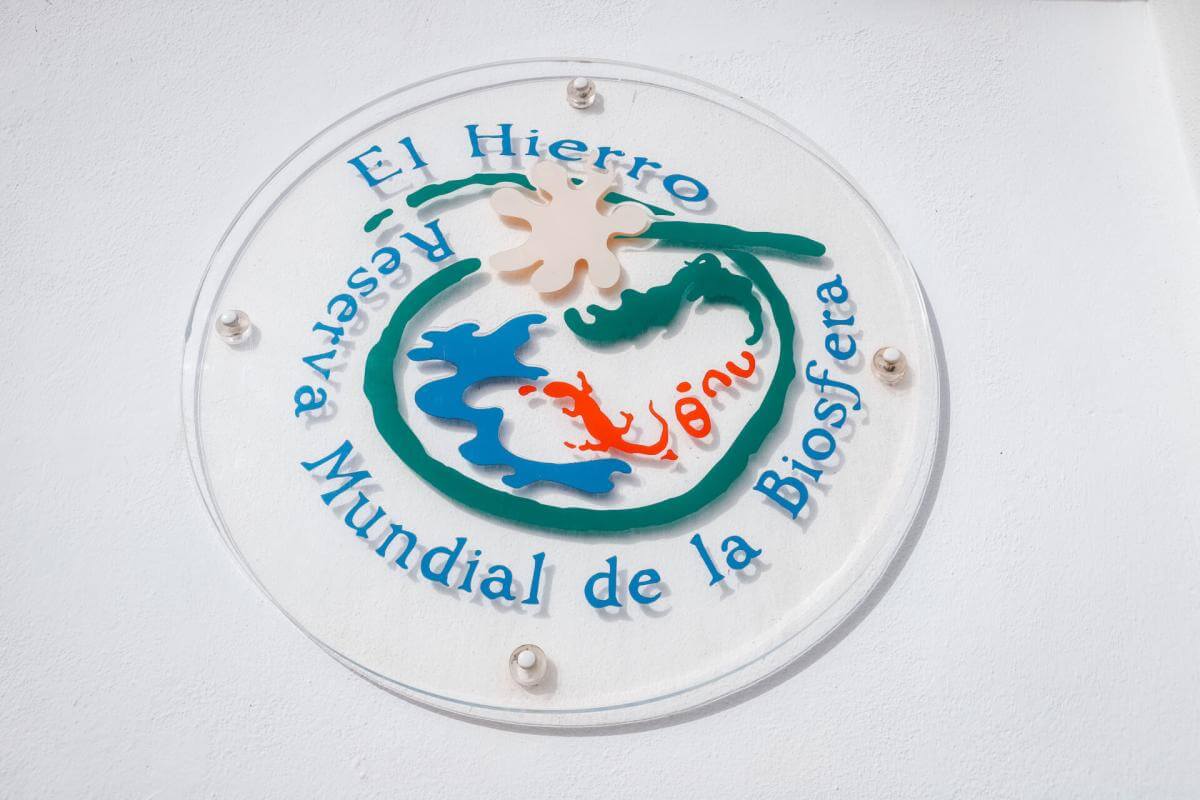 El Hierro
Reserva Mundial de la Biosfera